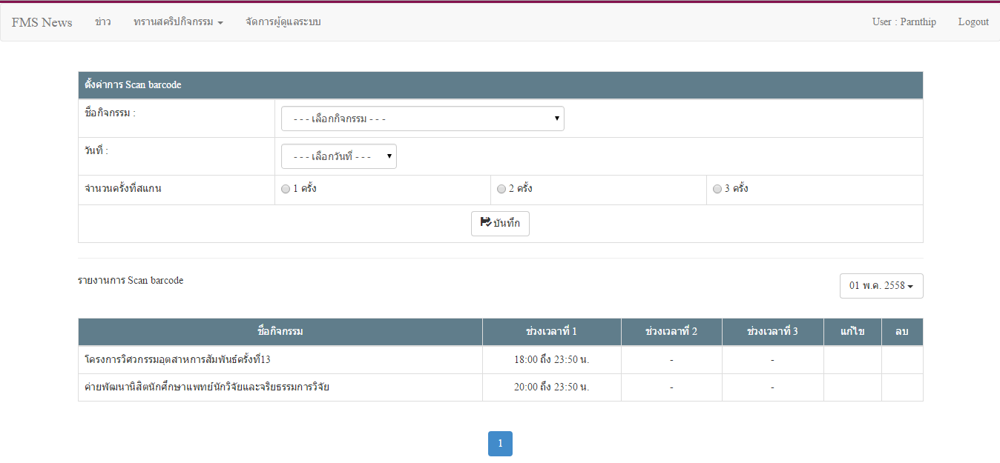 FMS News ข่าว ทรานสคริปกิจกรรม จัดการผู้ดูแลระบบ User : Parnthip Logout
ตั้งค่าการ Scan barcode
ชื่อกิจกรรม : - - - เลือกกิจกรรม - - -
วันที่ : - - - เลือกวันที่ - - -
จำนวนครั้งที่สแกน 1 ครั้ง 2 ครั้ง 3 ครั้ง
บันทึก
รายงานการ Scan barcode 01 พ.ค. 2558
ชื่อกิจกรรม ช่วงเวลาที่ 1 ช่วงเวลาที่ 2 ช่วงเวลาที่ 3 แก้ไข ลบ
โครงการวิศวกรรมอุตสาหการสัมพันธ์ครั้งที่13 18:00 ถึง 23:50 น. - -
ค่ายพัฒนานิสิตนักศึกษาแพทย์นักวิจัยและจริยธรรมการวิจัย 20:00 ถึง 23:50 น. - -
1